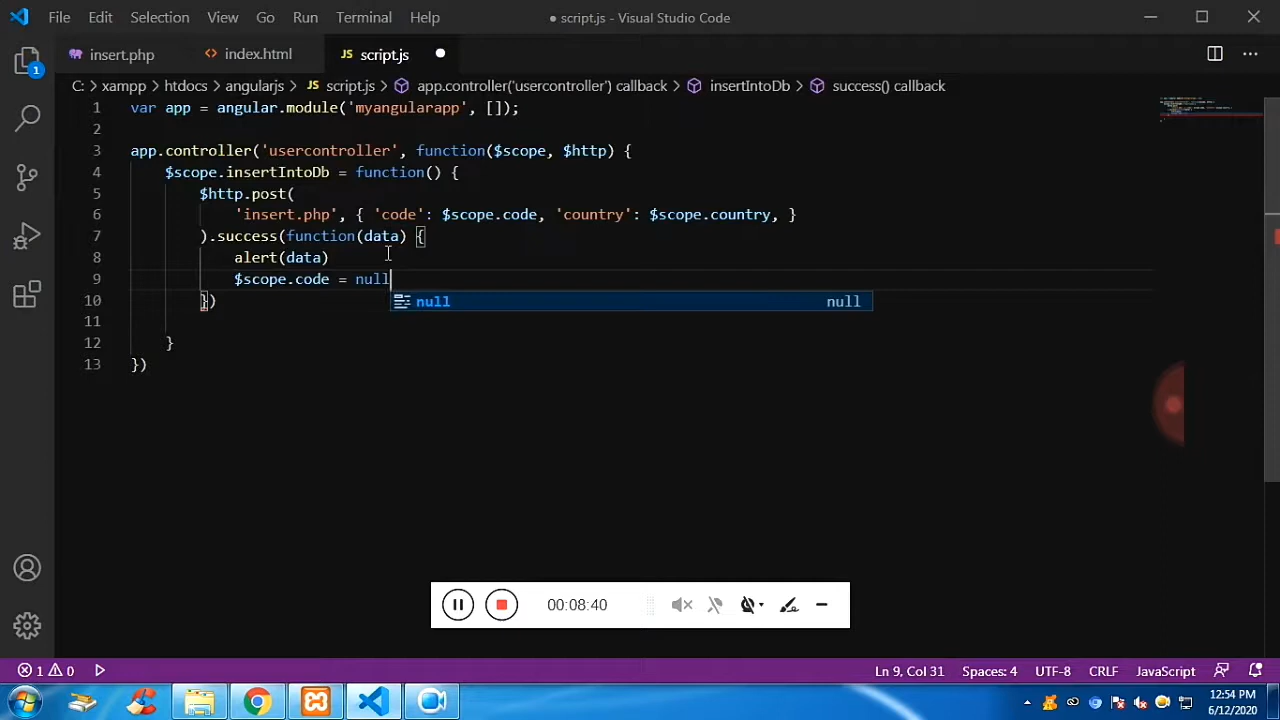 File Edit Selection View Go Run Terminal Help ● script.js - Visual Studio Code
insert.php <> index.html JS script.js ●
1
C: > xampp > htdocs > angularjs > JS script.js > app.controller('usercontroller') callback > insertIntoDb > success() callback
1 var app = angular.module('myangularapp', []);
2
3 app.controller('usercontroller', function($scope, $http) {
4 $scope.insertIntoDb = function() {
5 $http.post(
6 'insert.php', { 'code': $scope.code, 'country': $scope.country, }
7 ).success(function(data) {
8 alert(data)
9 $scope.code = null
null null
10 })
11
12 }
13 })
00:08:40
1 0 Ln 9, Col 31 Spaces: 4 UTF-8 CRLF JavaScript
12:54 PM
6/12/2020